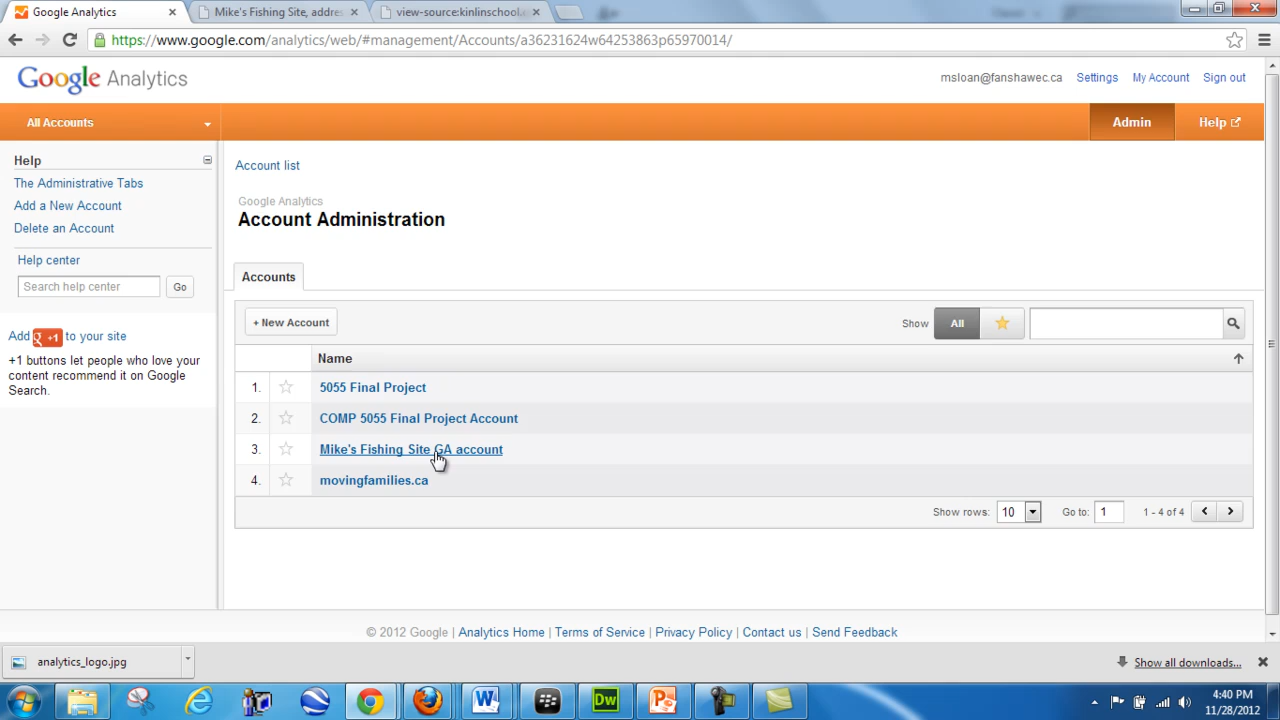 Google Analytics
Mike's Fishing Site, addres
view-source:kinlinschool.c
https://www.google.com/analytics/web/#management/Accounts/a36231624w64253863p65970014/
Google Analytics
msloan@fanshawec.ca Settings My Account Sign out
All Accounts
Admin
Help
Help
The Administrative Tabs
Add a New Account
Delete an Account
Help center
Search help center Go
Add g +1 to your site
+1 buttons let people who love your
content recommend it on Google
Search.
Account list
Google Analytics
Account Administration
Accounts
+ New Account
Show All
Name
1. 5055 Final Project
2. COMP 5055 Final Project Account
3. Mike's Fishing Site GA account
4. movingfamilies.ca
Show rows: 10 Go to: 1 1 - 4 of 4
© 2012 Google | Analytics Home | Terms of Service | Privacy Policy | Contact us | Send Feedback
analytics_logo.jpg
Show all downloads...
W
Dw
P
4:40 PM
11/28/2012